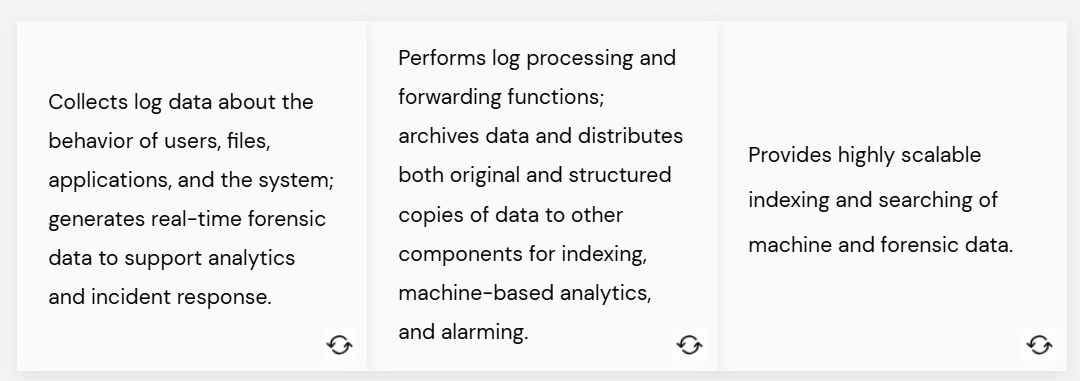 Collects log data about the
behavior of users, files,
applications, and the system;
generates real-time forensic
data to support analytics
and incident response.
Performs log processing and
forwarding functions;
archives data and distributes
both original and structured
copies of data to other
components for indexing,
machine-based analytics,
and alarming.
Provides highly scalable
indexing and searching of
machine and forensic data.